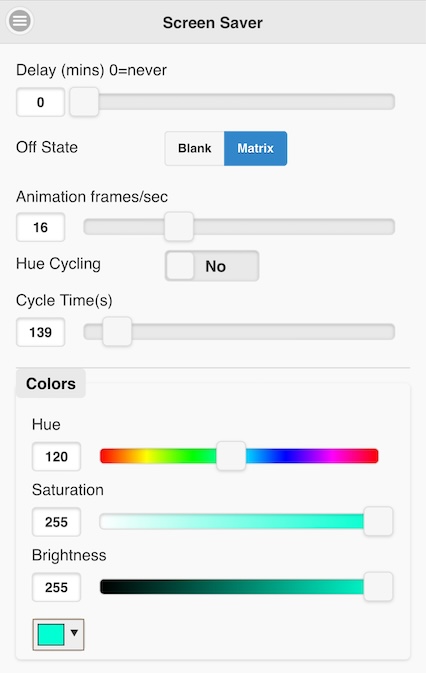 Screen Saver
Delay (mins) 0=never
0
Off State
Blank
Matrix
Animation frames/sec
16
Hue Cycling
No
Cycle Time(s)
139
Colors
Hue
120
Saturation
255
Brightness
255